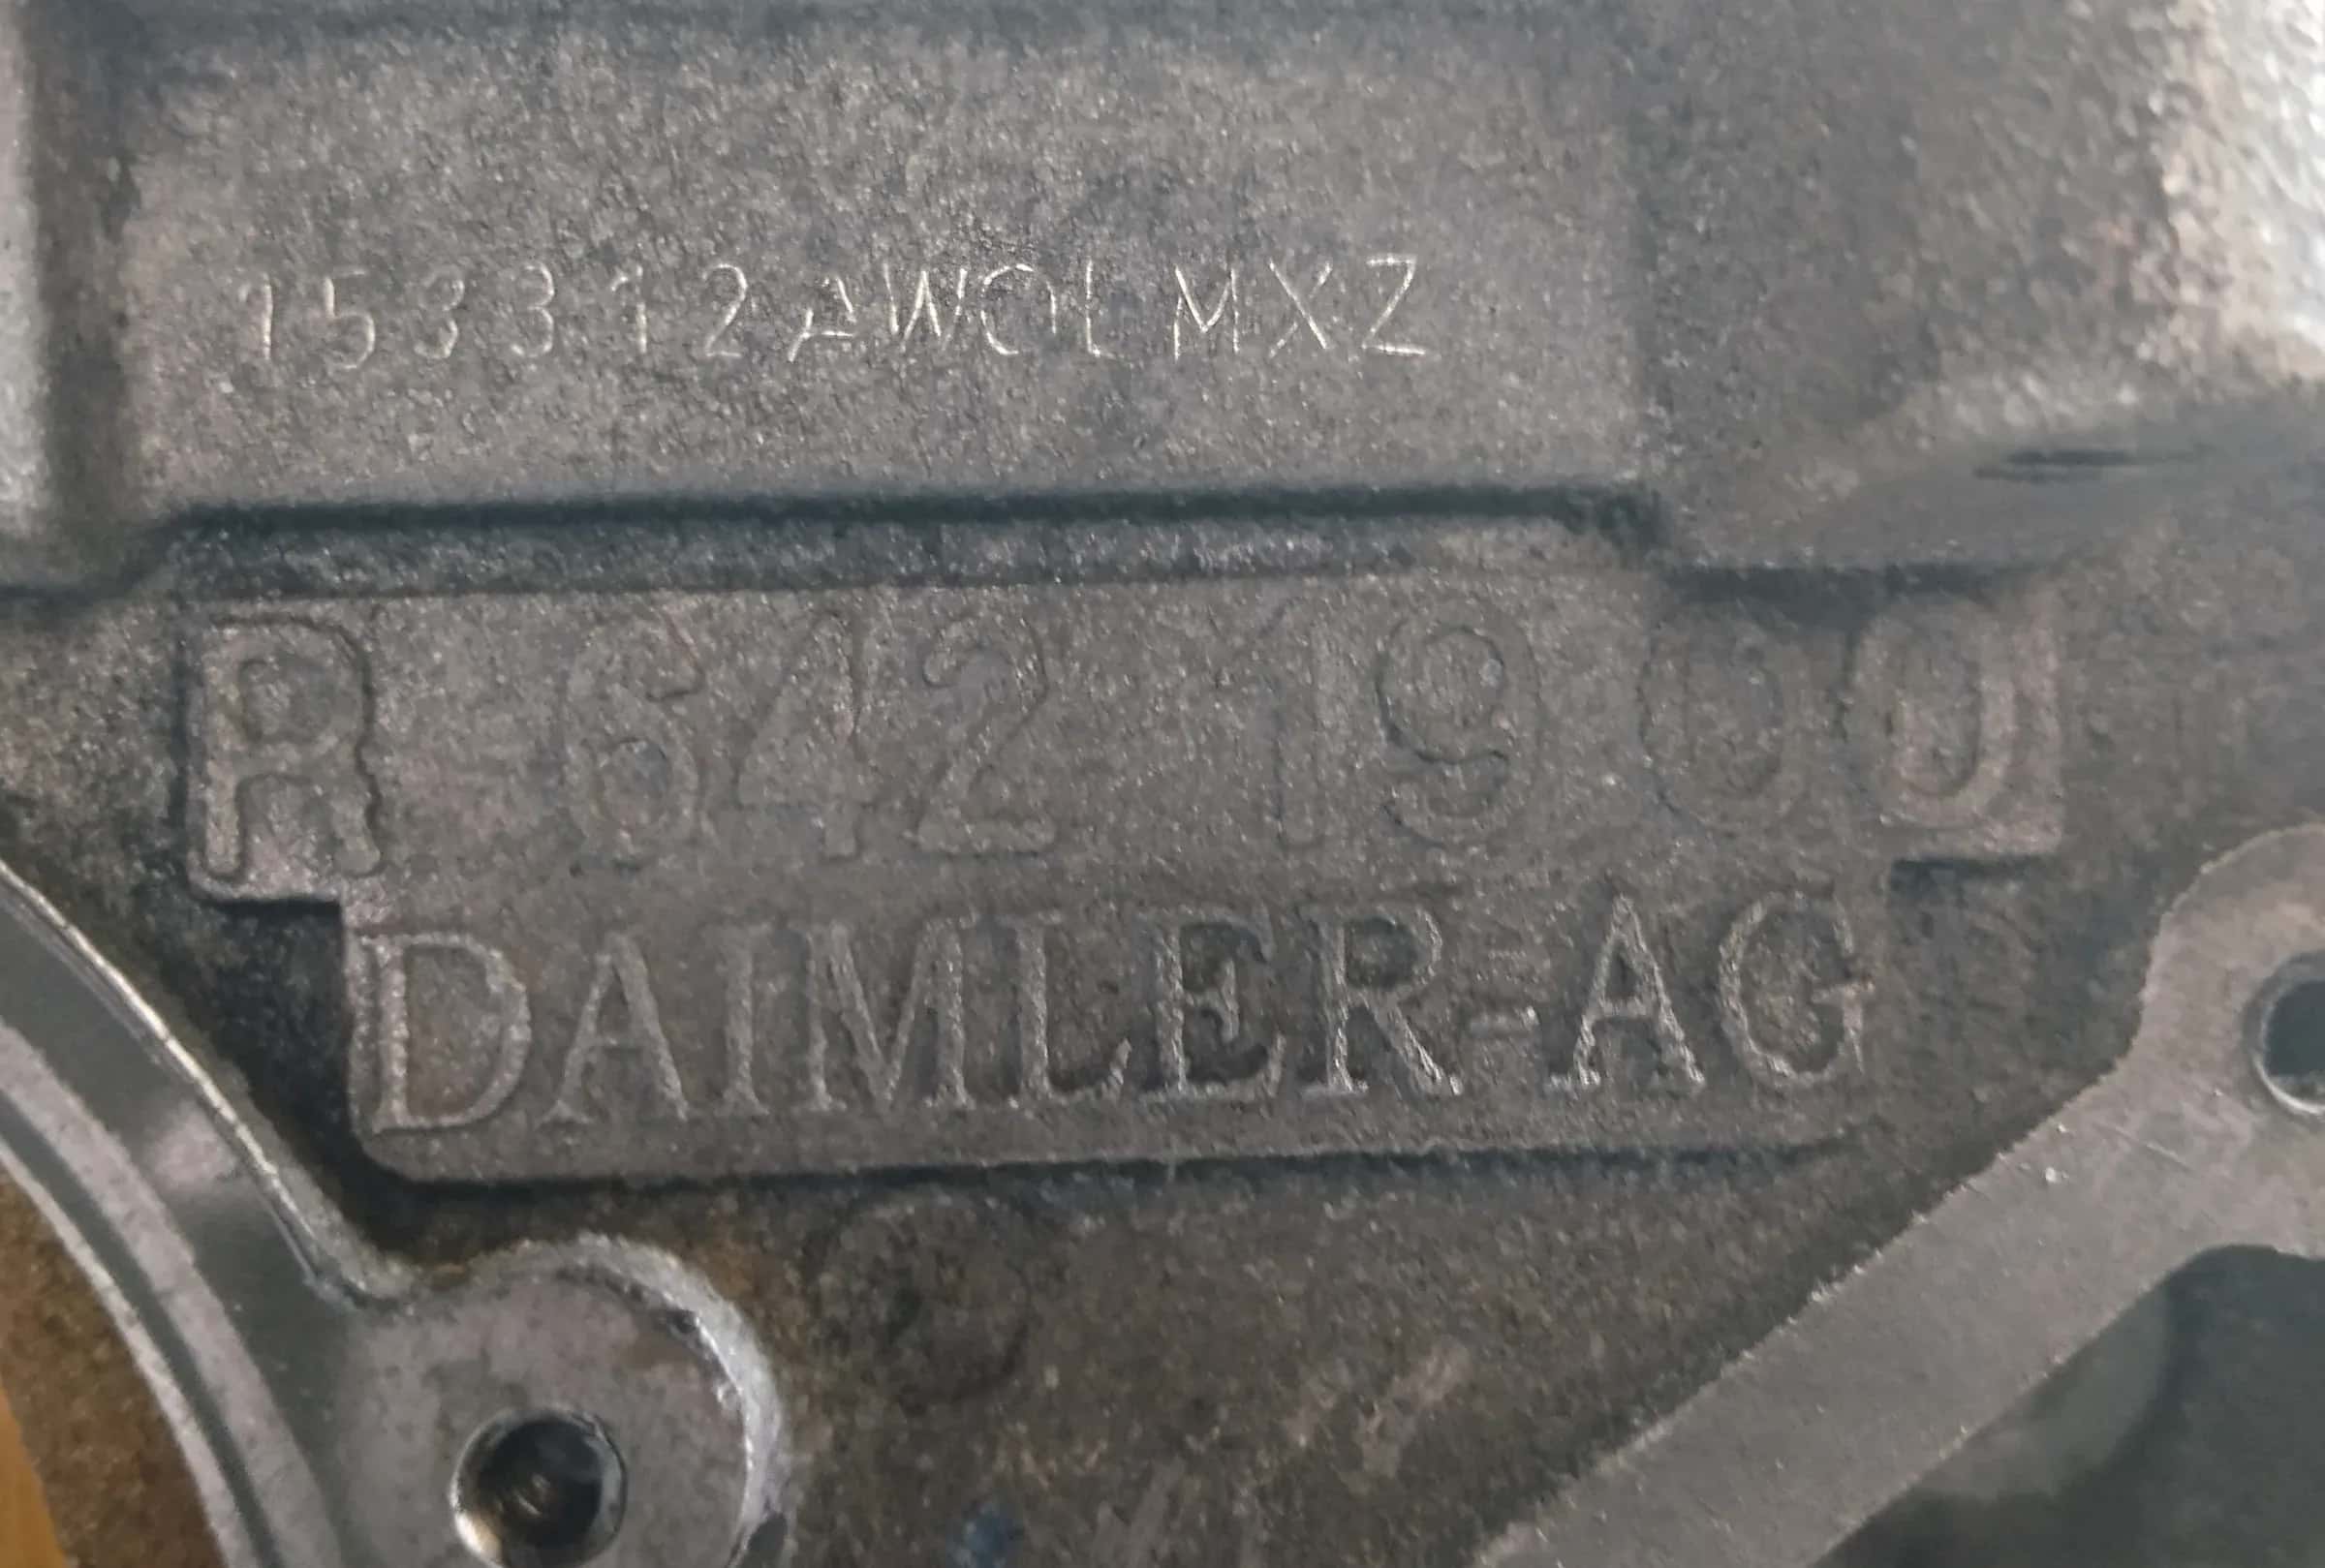 153312AWOLMXZ
R 642 19 00
DAIMLER-AG